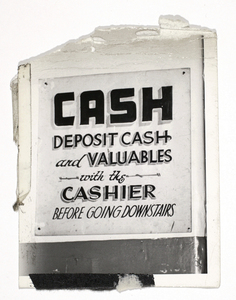 CASH
DEPOSIT CASH
and VALUABLES
with the
CASHIER
BEFORE GOING DOWNSTAIRS